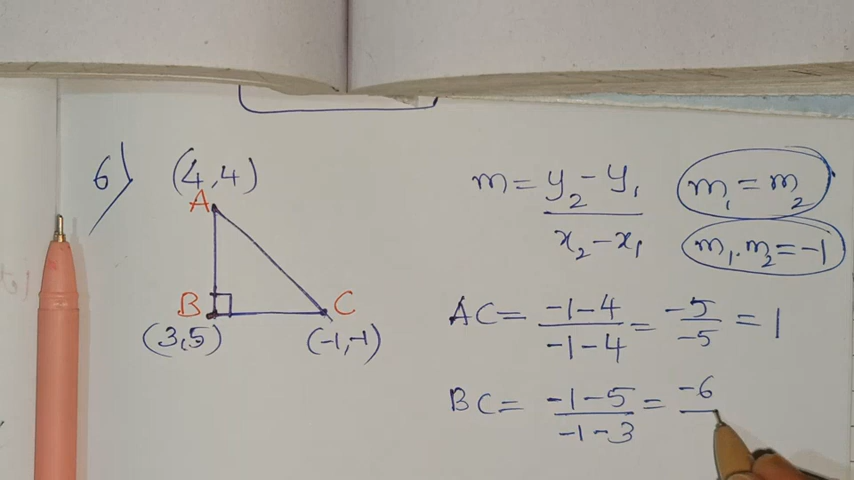 6) (4,4)
A
B C
(3,5) (-1,-1)
m = y₂-y₁ / x₂-x₁
m₁ = m₂
m₁.m₂ = -1
AC = -1-4 / -1-4 = -5 / -5 = 1
BC = -1-5 / -1-3 = -6